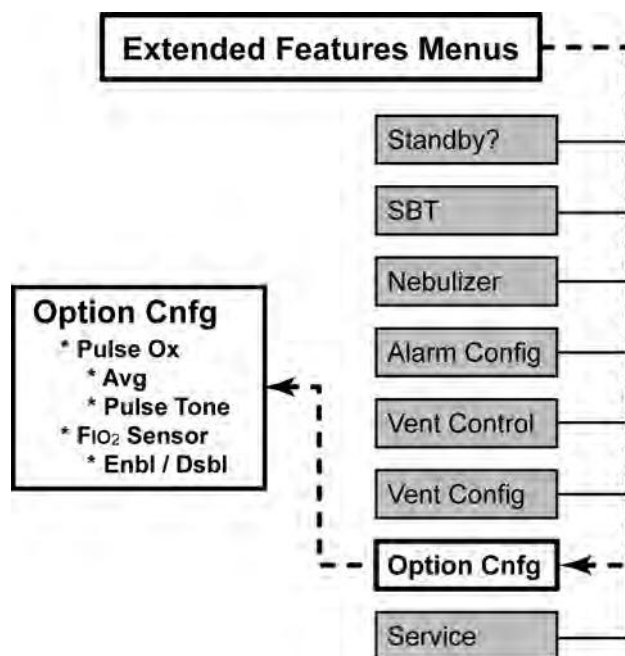 Extended Features Menus
Standby?
SBT
Nebulizer
Alarm Config
Vent Control
Vent Config
Option Cnfg
Service
Option Cnfg
* Pulse Ox
* Avg
* Pulse Tone
* FIO2 Sensor
* Enbl / Dsbl